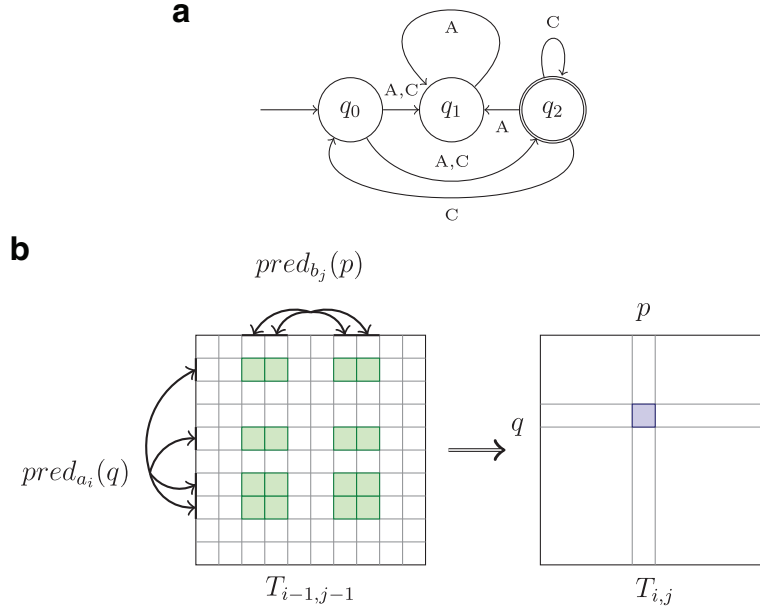 a
A
C
A,C
q0
q1
q2
A
A,C
C
b
pred_{b_j}(p)
p
q
pred_{a_i}(q)
T_{i−1,j−1}
T_{i,j}